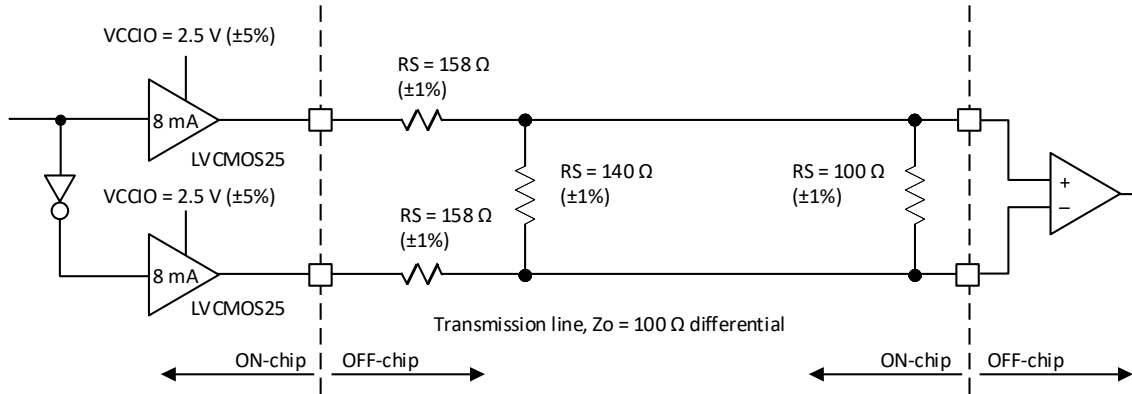 VCCIO = 2.5 V (±5%)
8 mA
LVCMOS25
VCCIO = 2.5 V (±5%)
8 mA
LVCMOS25
RS = 158 Ω
(±1%)
RS = 158 Ω
(±1%)
RS = 140 Ω
(±1%)
RS = 100 Ω
(±1%)
+
−
Transmission line, Zo = 100 Ω differential
ON-chip
OFF-chip
ON-chip
OFF-chip